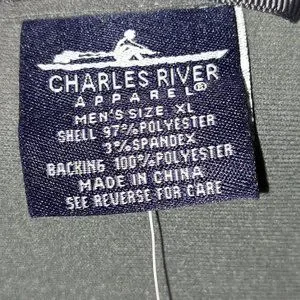 CHARLES RIVER
APPAREL®
MEN'S SIZE XL
SHELL 97%POLYESTER
3%SPANDEX
BACKING 100%POLYESTER
MADE IN CHINA
SEE REVERSE FOR CARE